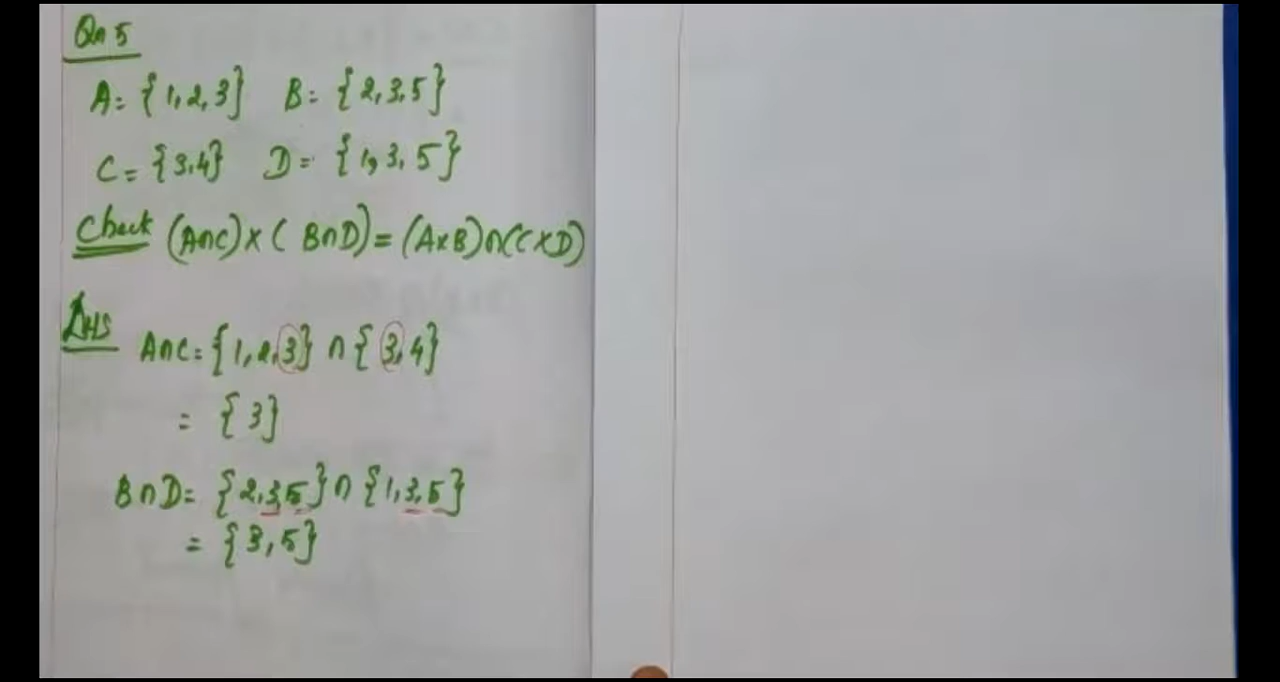 Qn 5
A = {1,2,3} B = {2,3,5}
C = {3,4} D = {1,3,5}
Check (A∩C)×(B∩D) = (A×B)∩(C×D)
LHS
A∩C = {1,2,3} ∩ {3,4}
= {3}
B∩D = {2,3,5} ∩ {1,3,5}
= {3,5}